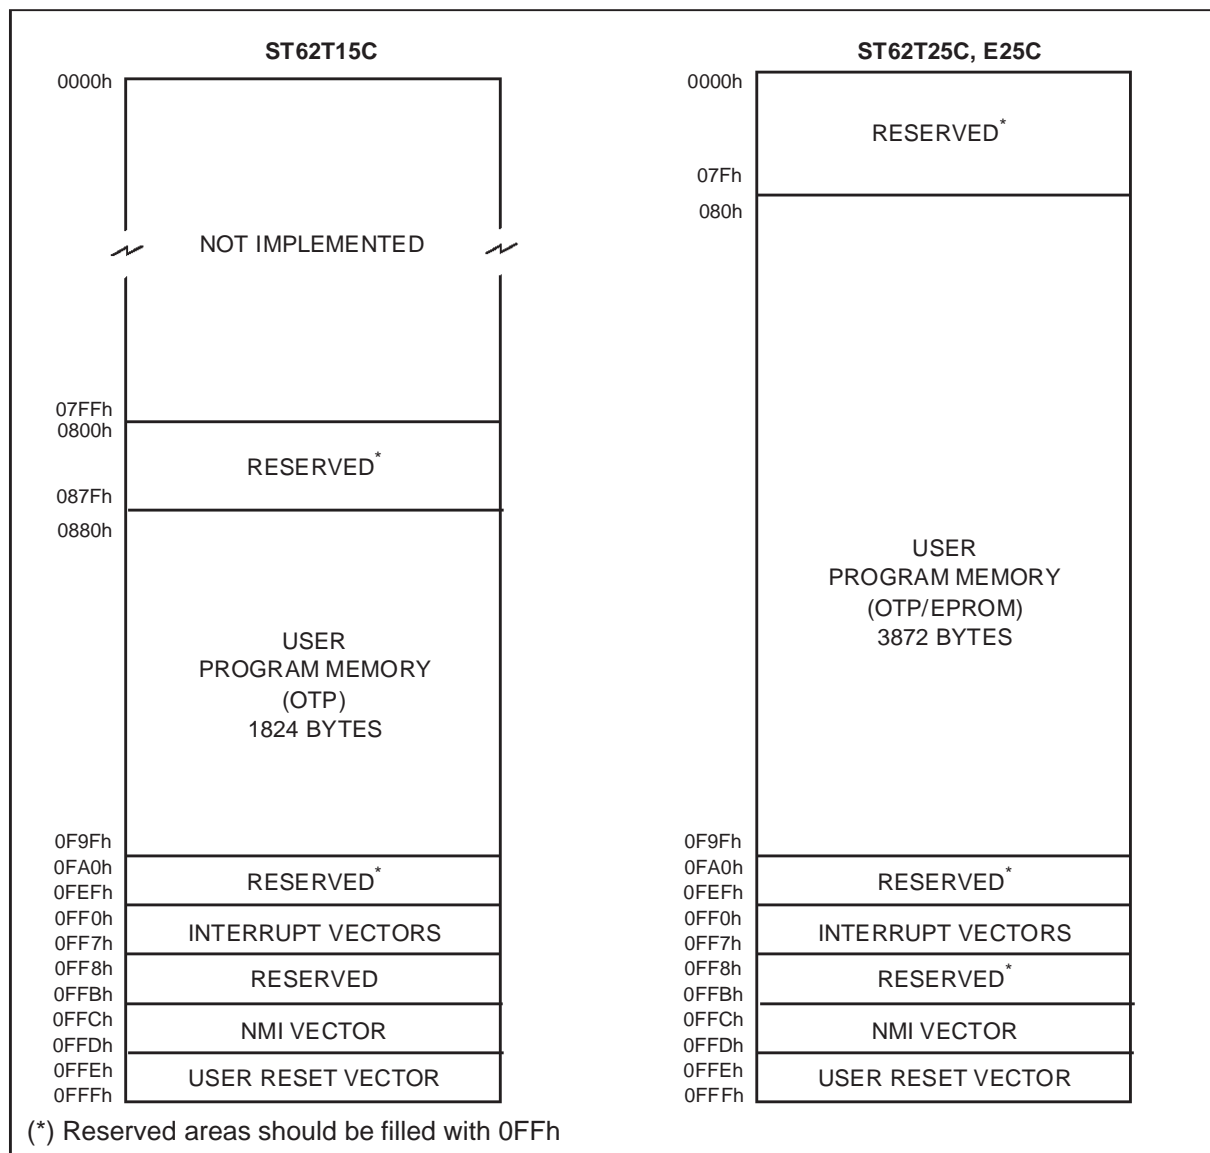 ST62T15C
0000h
NOT IMPLEMENTED
07FFh
0800h
RESERVED*
087Fh
0880h
USER
PROGRAM MEMORY
(OTP)
1824 BYTES
0F9Fh
0FA0h
RESERVED*
0FEFh
0FF0h
INTERRUPT VECTORS
0FF7h
0FF8h
RESERVED
0FFBh
0FFCh
NMI VECTOR
0FFDh
0FFEh
USER RESET VECTOR
0FFFh
ST62T25C, E25C
0000h
RESERVED*
07Fh
080h
USER
PROGRAM MEMORY
(OTP/EPROM)
3872 BYTES
0F9Fh
0FA0h
RESERVED*
0FEFh
0FF0h
INTERRUPT VECTORS
0FF7h
0FF8h
RESERVED*
0FFBh
0FFCh
NMI VECTOR
0FFDh
0FFEh
USER RESET VECTOR
0FFFh
(*) Reserved areas should be filled with 0FFh